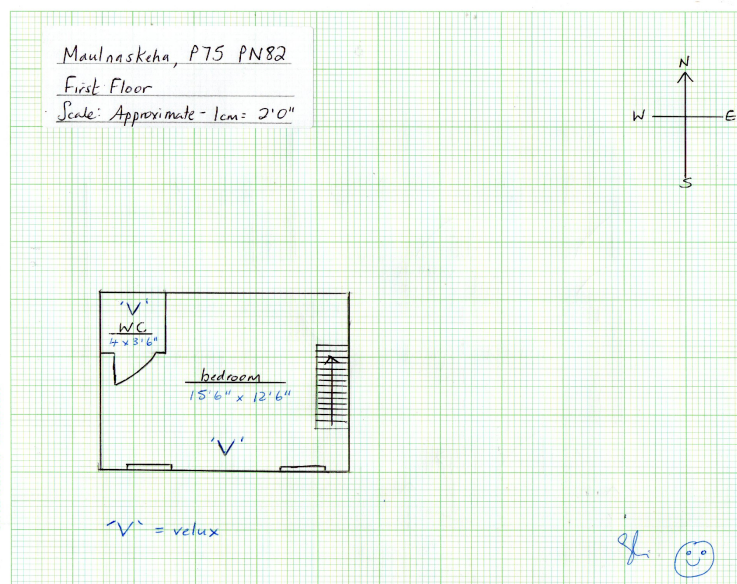 Maulnaskeha, P75 PN82
First Floor
Scale: Approximate - 1cm = 2'0"
N
W E
S
'V'
WC
4 x 3'6"
bedroom
15'6" x 12'6"
'V'
'V' = velux